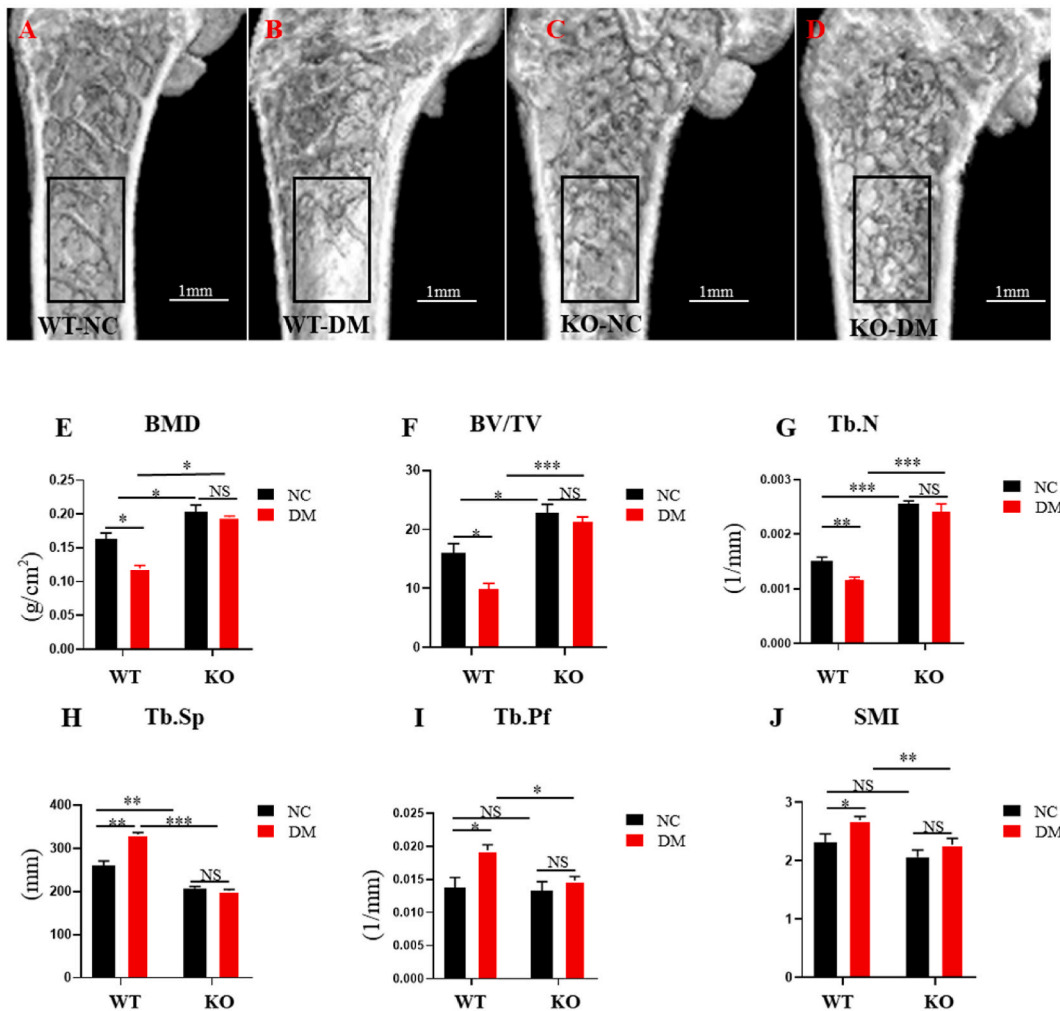 A B C D
1mm 1mm 1mm 1mm
WT-NC WT-DM KO-NC KO-DM
E BMD
*
* NS
*
NC
DM
(g/cm²)
0.25
0.20
0.15
0.10
0.05
0.00
WT KO
F BV/TV
***
* NS
*
NC
DM
30
20
10
0
WT KO
G Tb.N
***
*** NS
**
NC
DM
(1/mm)
0.003
0.002
0.001
0.000
WT KO
H Tb.Sp
**
** ***
NS
NC
DM
(mm)
400
300
200
100
0
WT KO
I Tb.Pf
*
NS
*
NS
NC
DM
(1/mm)
0.025
0.020
0.015
0.010
0.005
0.000
WT KO
J SMI
**
NS
*
NS
NC
DM
3
2
1
0
WT KO